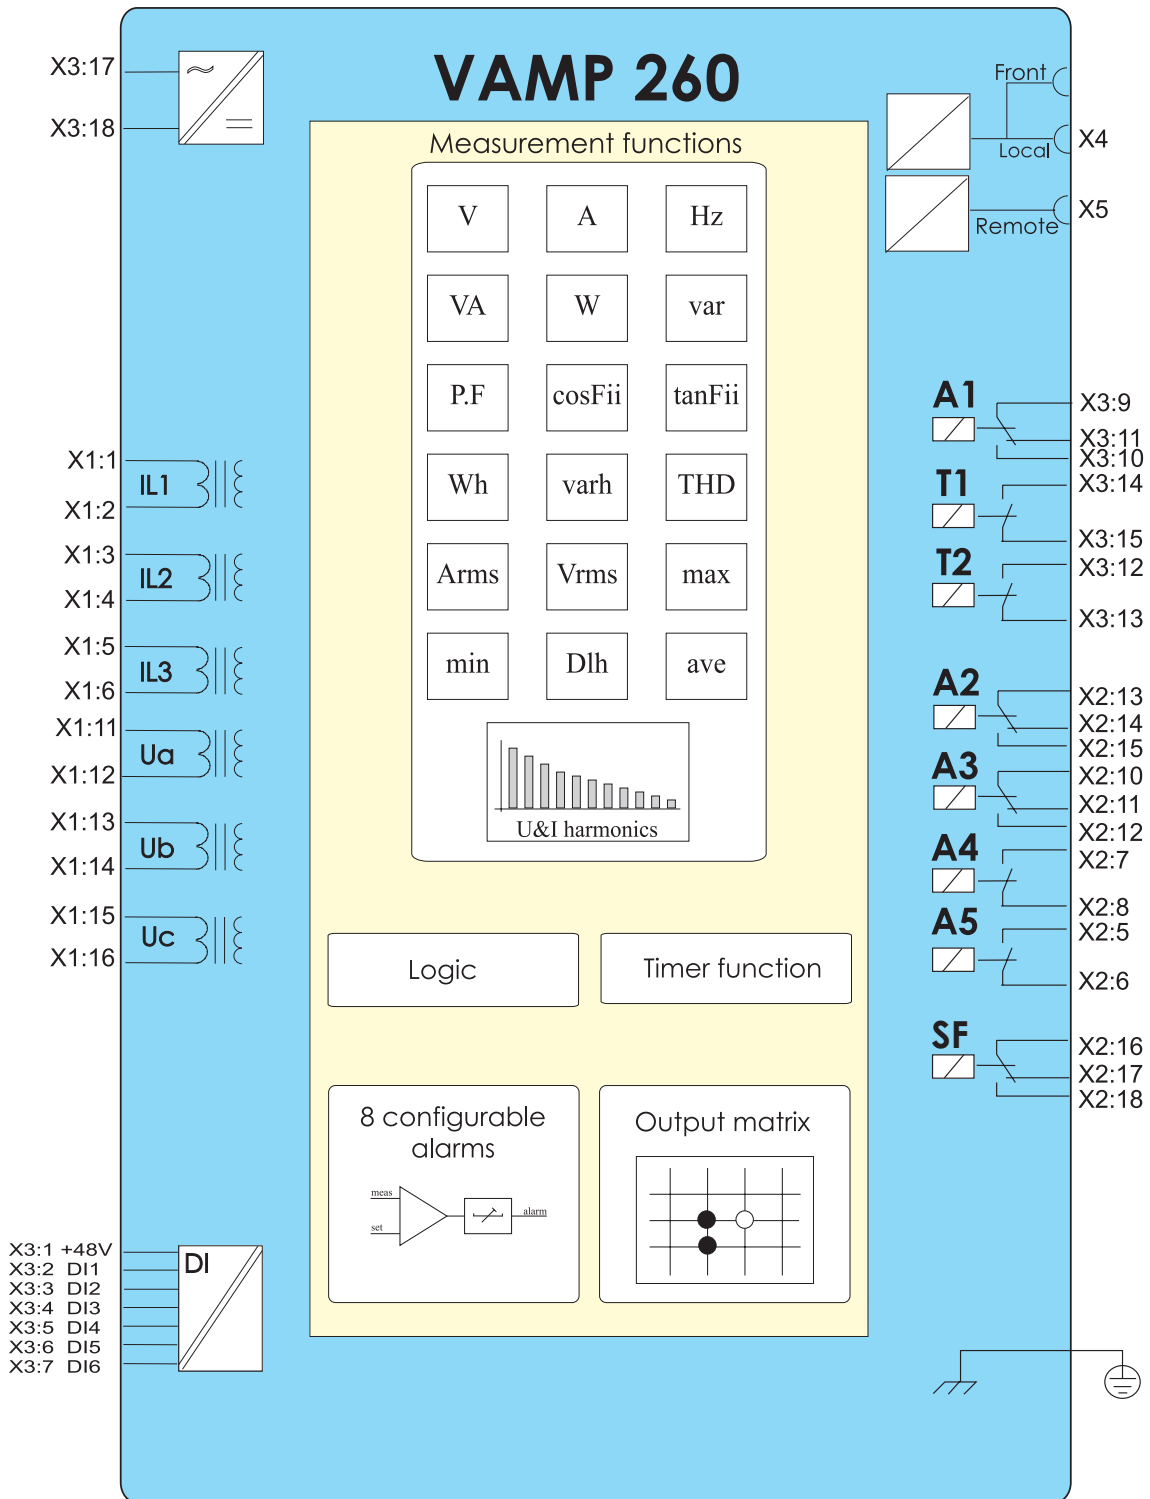 VAMP 260
X3:17
X3:18
~
Front
Local
X4
Remote
X5
Measurement functions
V A Hz
VA W var
P.F cosFii tanFii
Wh varh THD
Arms Vrms max
min Dlh ave
U&I harmonics
X1:1
IL1
X1:2
X1:3
IL2
X1:4
X1:5
IL3
X1:6
X1:11
Ua
X1:12
X1:13
Ub
X1:14
X1:15
Uc
X1:16
A1
X3:9
X3:11
X3:10
T1
X3:14
X3:15
T2
X3:12
X3:13
A2
X2:13
X2:14
X2:15
A3
X2:10
X2:11
X2:12
A4
X2:7
X2:8
A5
X2:5
X2:6
SF
X2:16
X2:17
X2:18
Logic
Timer function
8 configurable
alarms
meas
set
alarm
Output matrix
X3:1 +48V
X3:2 DI1
X3:3 DI2
X3:4 DI3
X3:5 DI4
X3:6 DI5
X3:7 DI6
DI